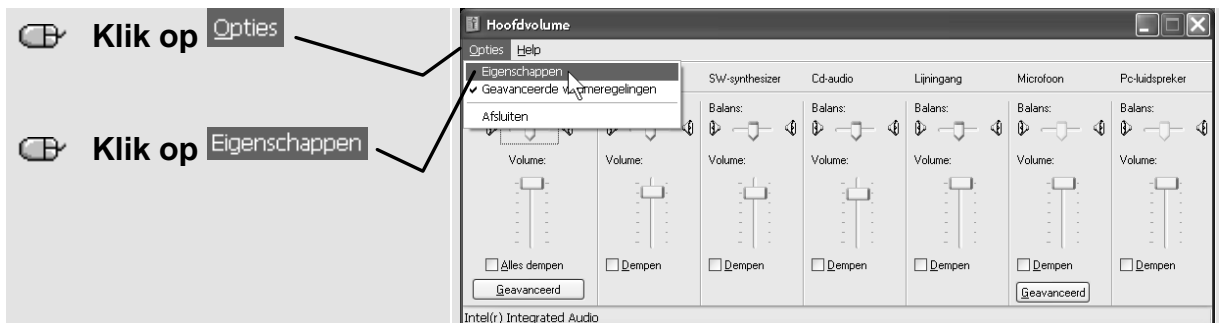 Klik op Opties
Klik op Eigenschappen
Hoofdvolume
Opties Help
Eigenschappen
Geavanceerde volumeregelingen
Afsluiten
SW-synthesizer Cd-audio Lijningang Microfoon Pc-luidspreker
Balans: Balans: Balans: Balans: Balans:
Volume: Volume: Volume: Volume: Volume: Volume: Volume:
Alles dempen Dempen Dempen Dempen Dempen Dempen Dempen
Geavanceerd Geavanceerd
Intel(r) Integrated Audio